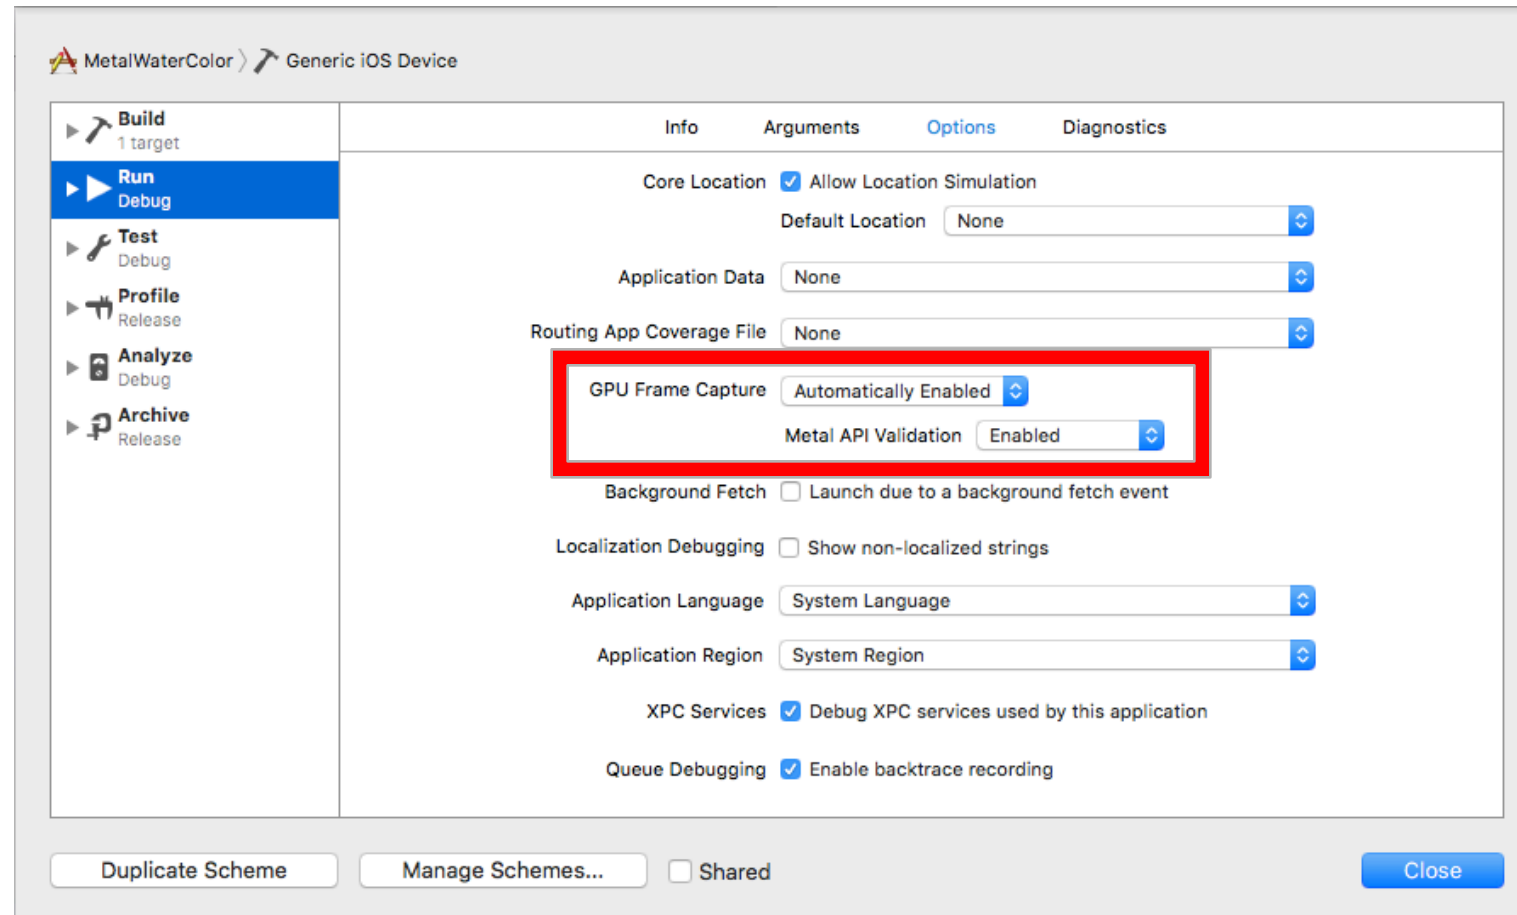 MetalWaterColor Generic iOS Device
Build
1 target
Run
Debug
Test
Debug
Profile
Release
Analyze
Debug
Archive
Release
Info Arguments Options Diagnostics
Core Location Allow Location Simulation
Default Location None
Application Data None
Routing App Coverage File None
GPU Frame Capture Automatically Enabled
Metal API Validation Enabled
Background Fetch Launch due to a background fetch event
Localization Debugging Show non-localized strings
Application Language System Language
Application Region System Region
XPC Services Debug XPC services used by this application
Queue Debugging Enable backtrace recording
Duplicate Scheme Manage Schemes... Shared Close